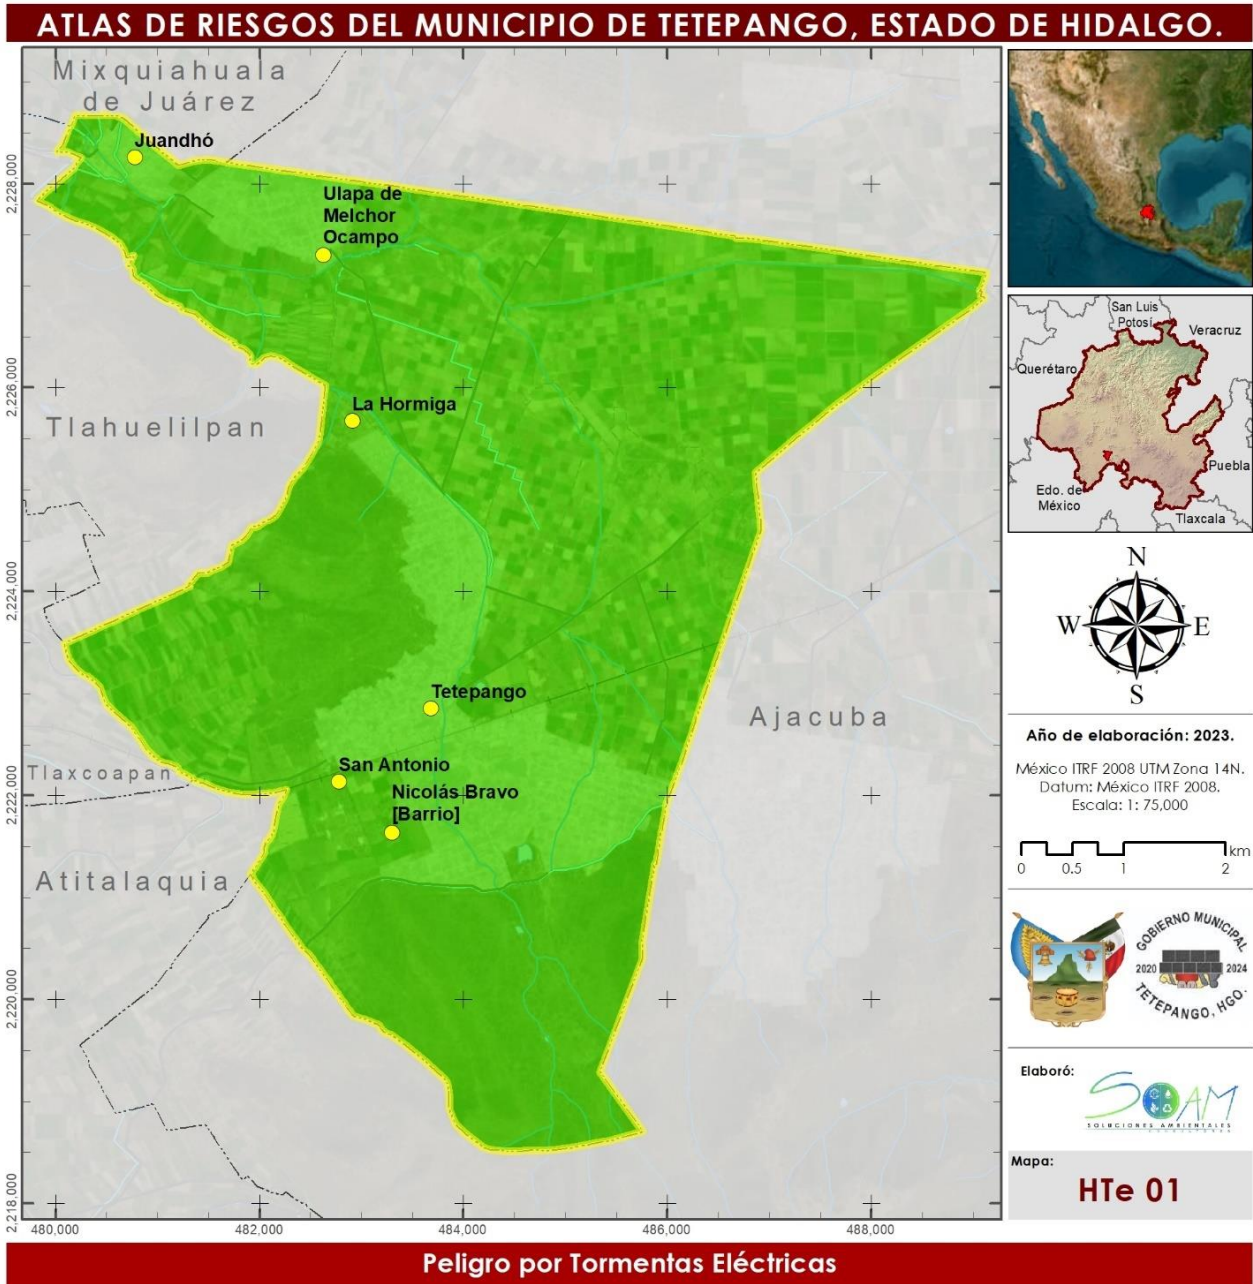 ATLAS DE RIESGOS DEL MUNICIPIO DE TETEPANGO, ESTADO DE HIDALGO.
Mixquiahuala
de Juárez
Juandhó
Ulapa de
Melchor
Ocampo
La Hormiga
Tlahuelilpan
Tetepango
Ajacuba
San Antonio
Tlaxcoapan
Nicolás Bravo
[Barrio]
Atitalaquia
2,228,000
2,226,000
2,224,000
2,222,000
2,220,000
2,218,000
480,000
482,000
484,000
486,000
488,000
San Luis
Potosí
Veracruz
Querétaro
Puebla
Edo. de
México
Tlaxcala
N
W
E
S
Año de elaboración: 2023.
México ITRF 2008 UTM Zona 14N.
Datum: México ITRF 2008.
Escala: 1: 75,000
km
0 0.5 1 2
GOBIERNO MUNICIPAL
2020 2024
TETEPANGO, HGO.
Elaboró:
SOAM
SOLUCIONES AMBIENTALES
Mapa:
HTe 01
Peligro por Tormentas Eléctricas